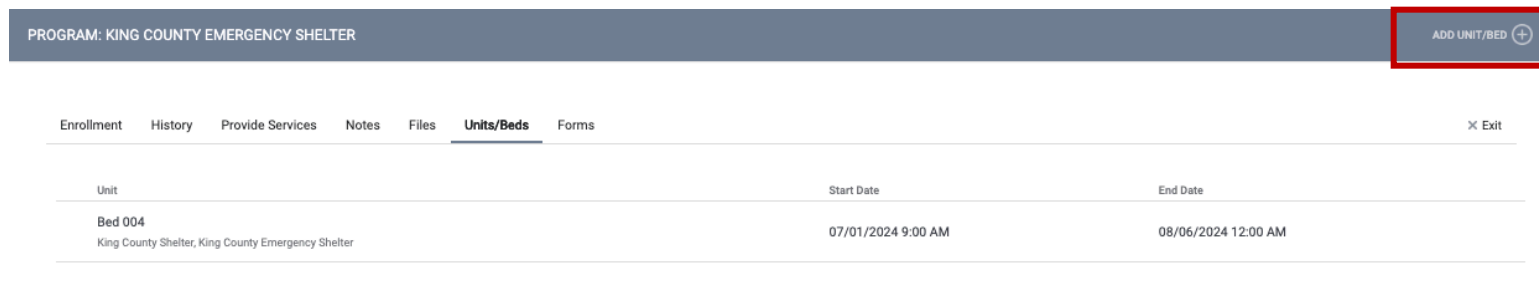 PROGRAM: KING COUNTY EMERGENCY SHELTER ADD UNIT/BED
Enrollment History Provide Services Notes Files Units/Beds Forms Exit
Unit Start Date End Date
Bed 004
King County Shelter, King County Emergency Shelter 07/01/2024 9:00 AM 08/06/2024 12:00 AM